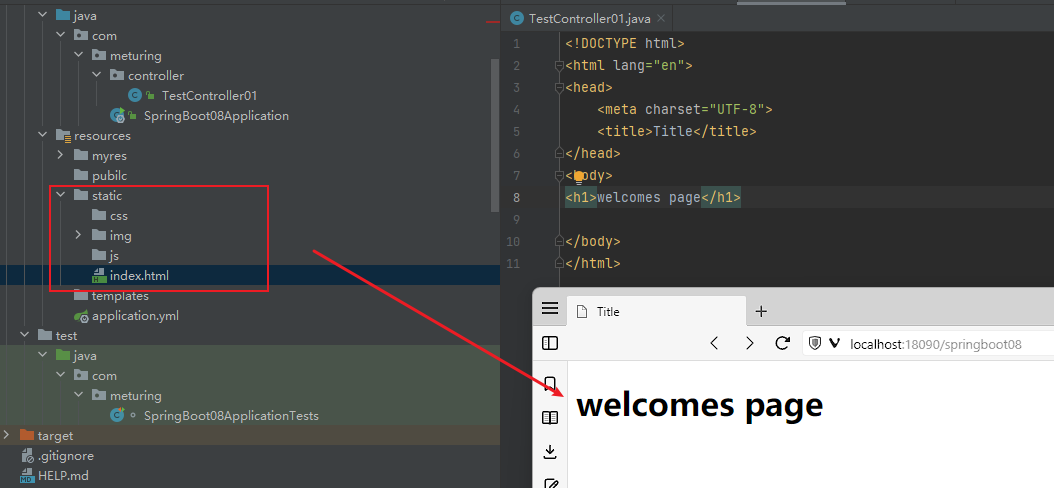 java
com
meturing
controller
TestController01
SpringBoot08Application
resources
myres
pubilc
static
css
img
js
index.html
templates
application.yml
test
java
com
meturing
SpringBoot08ApplicationTests
target
.gitignore
HELP.md
TestController01.java
1 <!DOCTYPE html>
2 <html lang="en">
3 <head>
4 <meta charset="UTF-8">
5 <title>Title</title>
6 </head>
7 <body>
8 <h1>welcomes page</h1>
9
10 </body>
11 </html>
Title
localhost:18090/springboot08
welcomes page